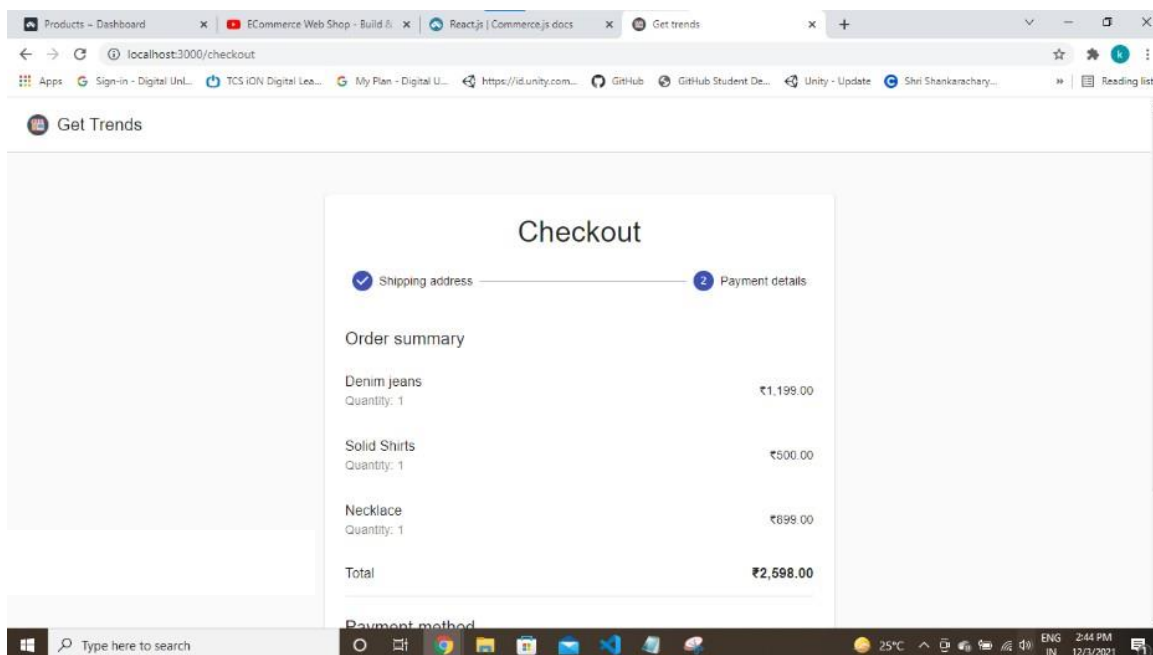 Products – Dashboard
ECommerce Web Shop - Build &
React.js | Commerce.js docs
Get trends
localhost:3000/checkout
k
Apps
Sign-in - Digital Unl...
TCS iON Digital Lea...
My Plan - Digital U...
https://id.unity.com...
GitHub
GitHub Student De...
Unity - Update
Shri Shankarachary...
Reading list
Get Trends
Checkout
Shipping address
2 Payment details
Order summary
Denim jeans
₹1,199.00
Quantity: 1
Solid Shirts
₹500.00
Quantity: 1
Necklace
₹899.00
Quantity: 1
Total
₹2,598.00
Payment method
Type here to search
25°C
ENG
IN
2:44 PM
12/3/2021